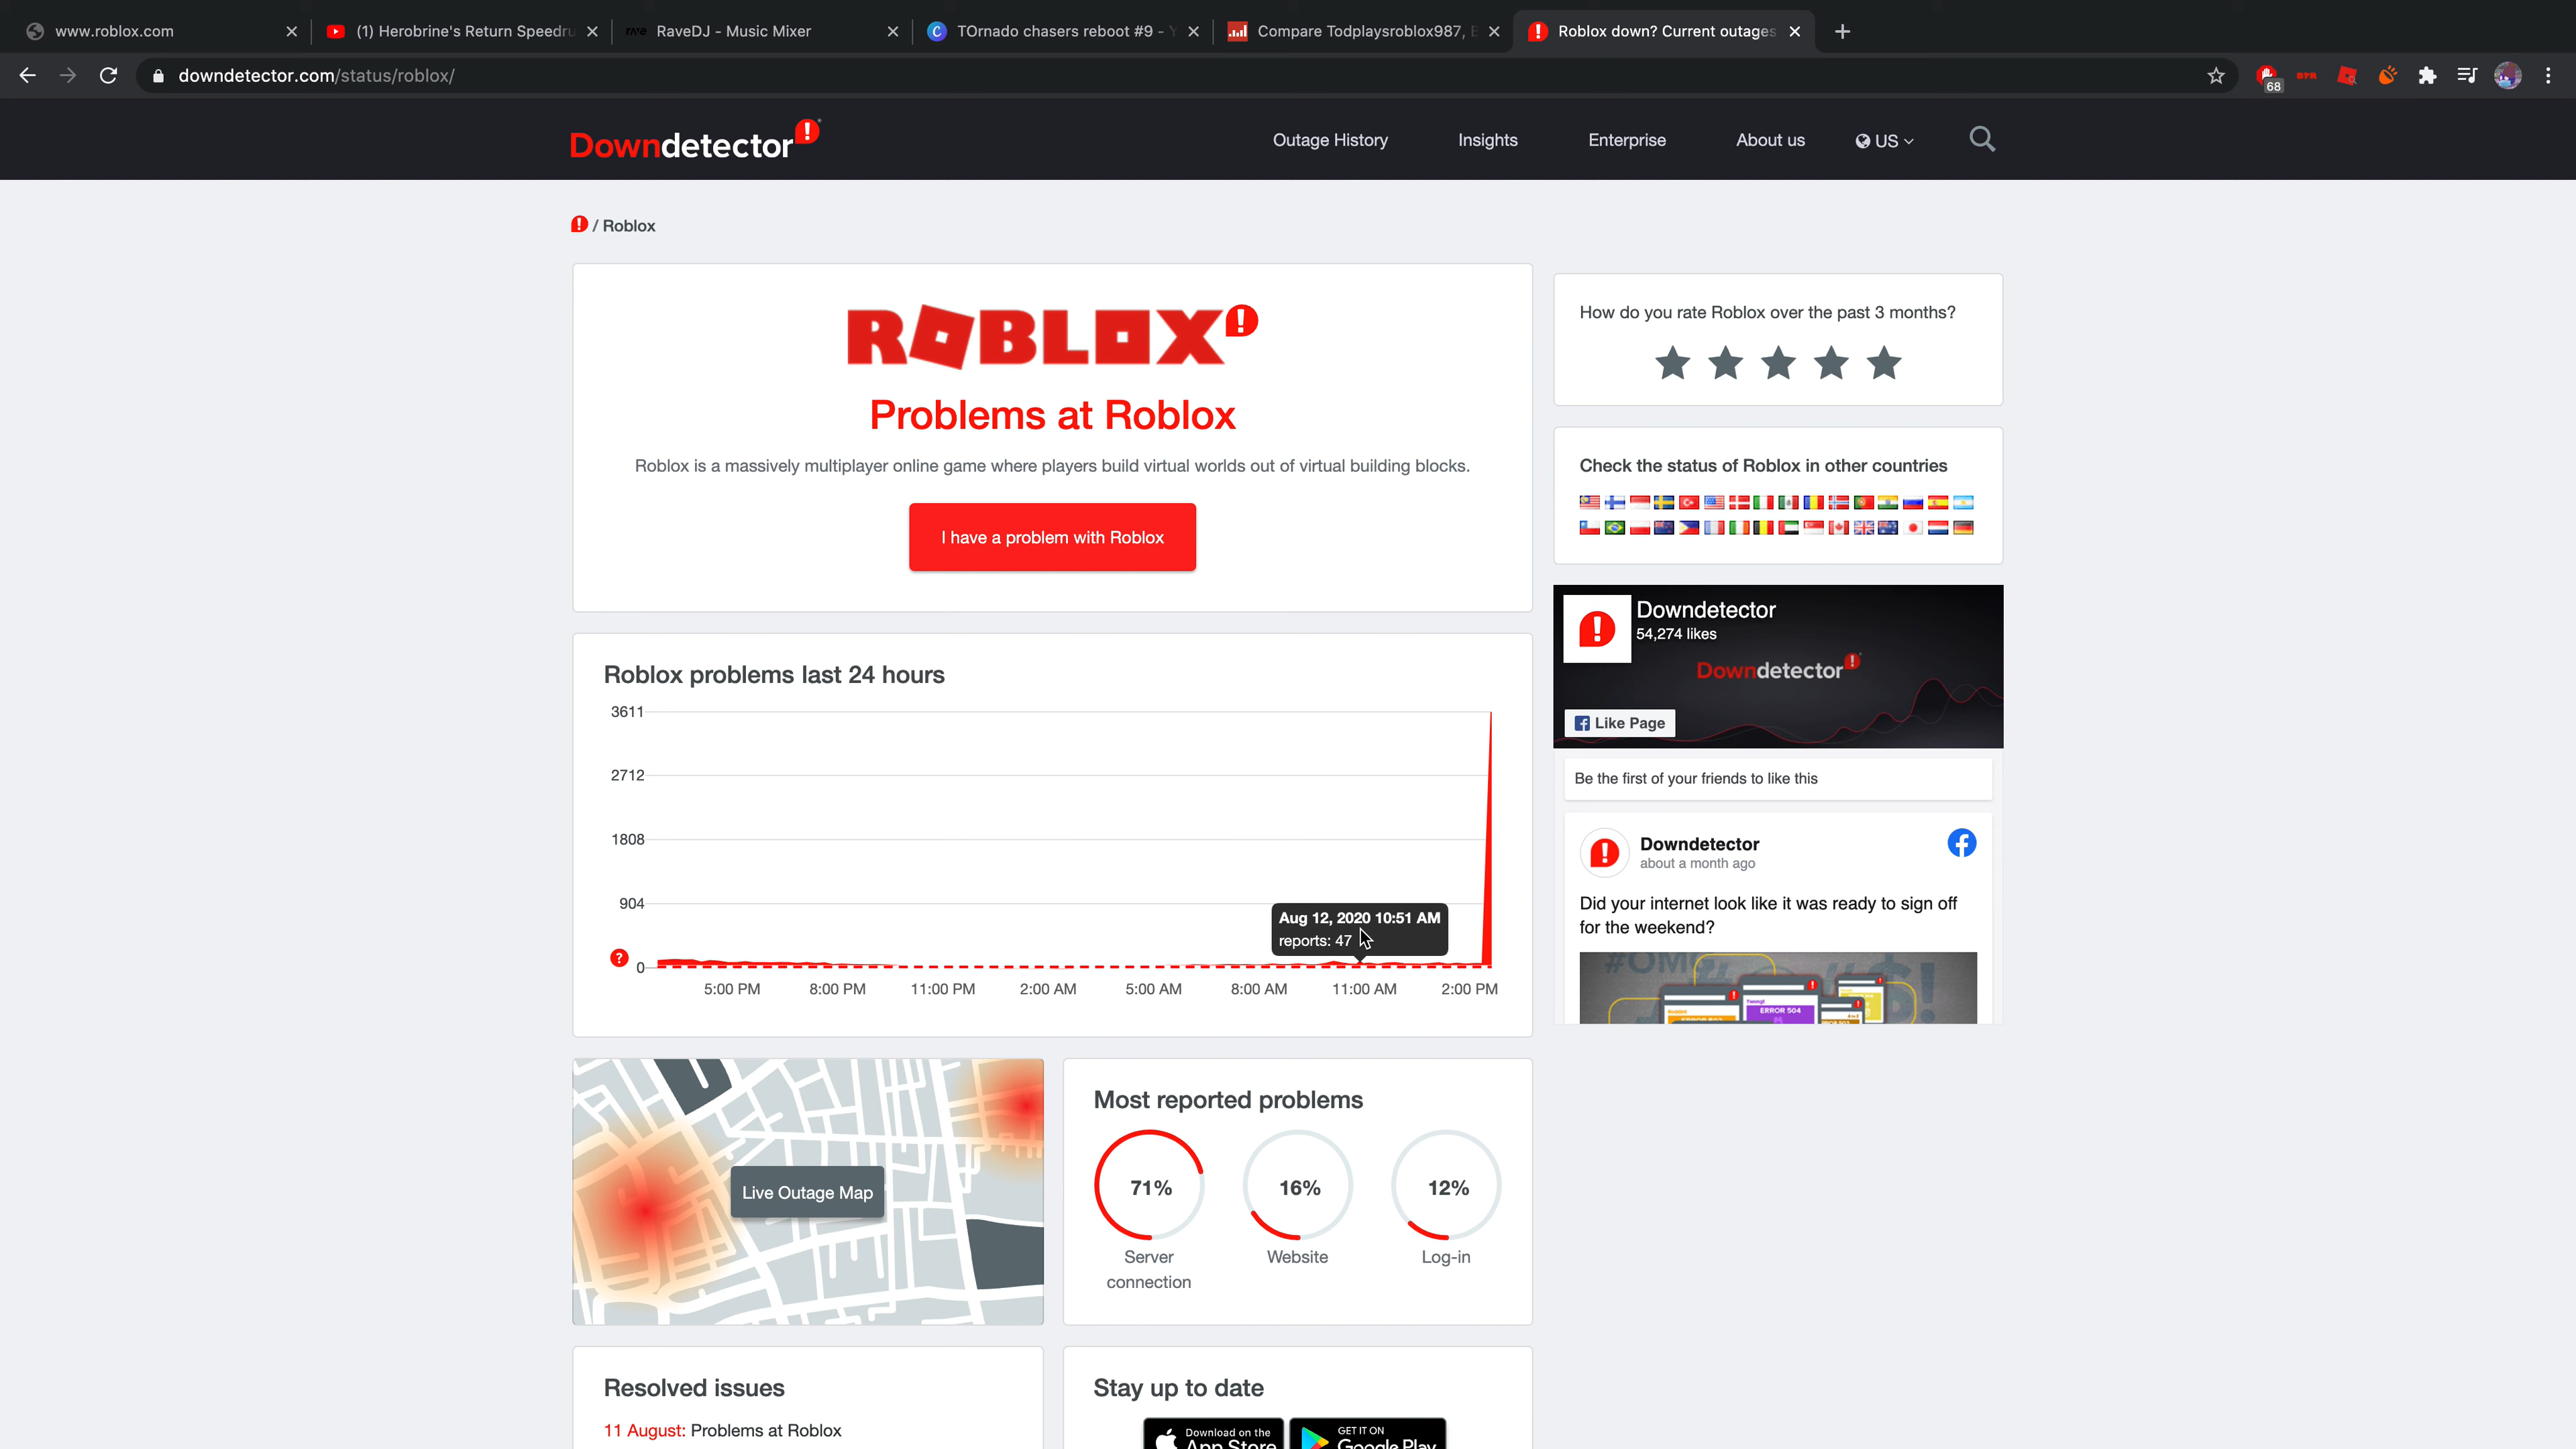 www.roblox.com
(1) Herobrine's Return Speedru
rave RaveDJ - Music Mixer
TOrnado chasers reboot #9 - Y
Compare Todplaysroblox987, B
Roblox down? Current outages
downdetector.com/status/roblox/
68
Downdetector
Outage History
Insights
Enterprise
About us
US
/ Roblox
ROBLOX
Problems at Roblox
Roblox is a massively multiplayer online game where players build virtual worlds out of virtual building blocks.
I have a problem with Roblox
How do you rate Roblox over the past 3 months?
Check the status of Roblox in other countries
Downdetector
54,274 likes
Downdetector
Like Page
Be the first of your friends to like this
Downdetector
about a month ago
Did your internet look like it was ready to sign off
for the weekend?
#OMG
ERROR 504
Roblox problems last 24 hours
3611
2712
1808
904
0
Aug 12, 2020 10:51 AM
reports: 47
5:00 PM 8:00 PM 11:00 PM 2:00 AM 5:00 AM 8:00 AM 11:00 AM 2:00 PM
Live Outage Map
Most reported problems
71% 16% 12%
Server
connection
Website
Log-in
Resolved issues
11 August: Problems at Roblox
Stay up to date
Download on the
App Store
GET IT ON
Google Play